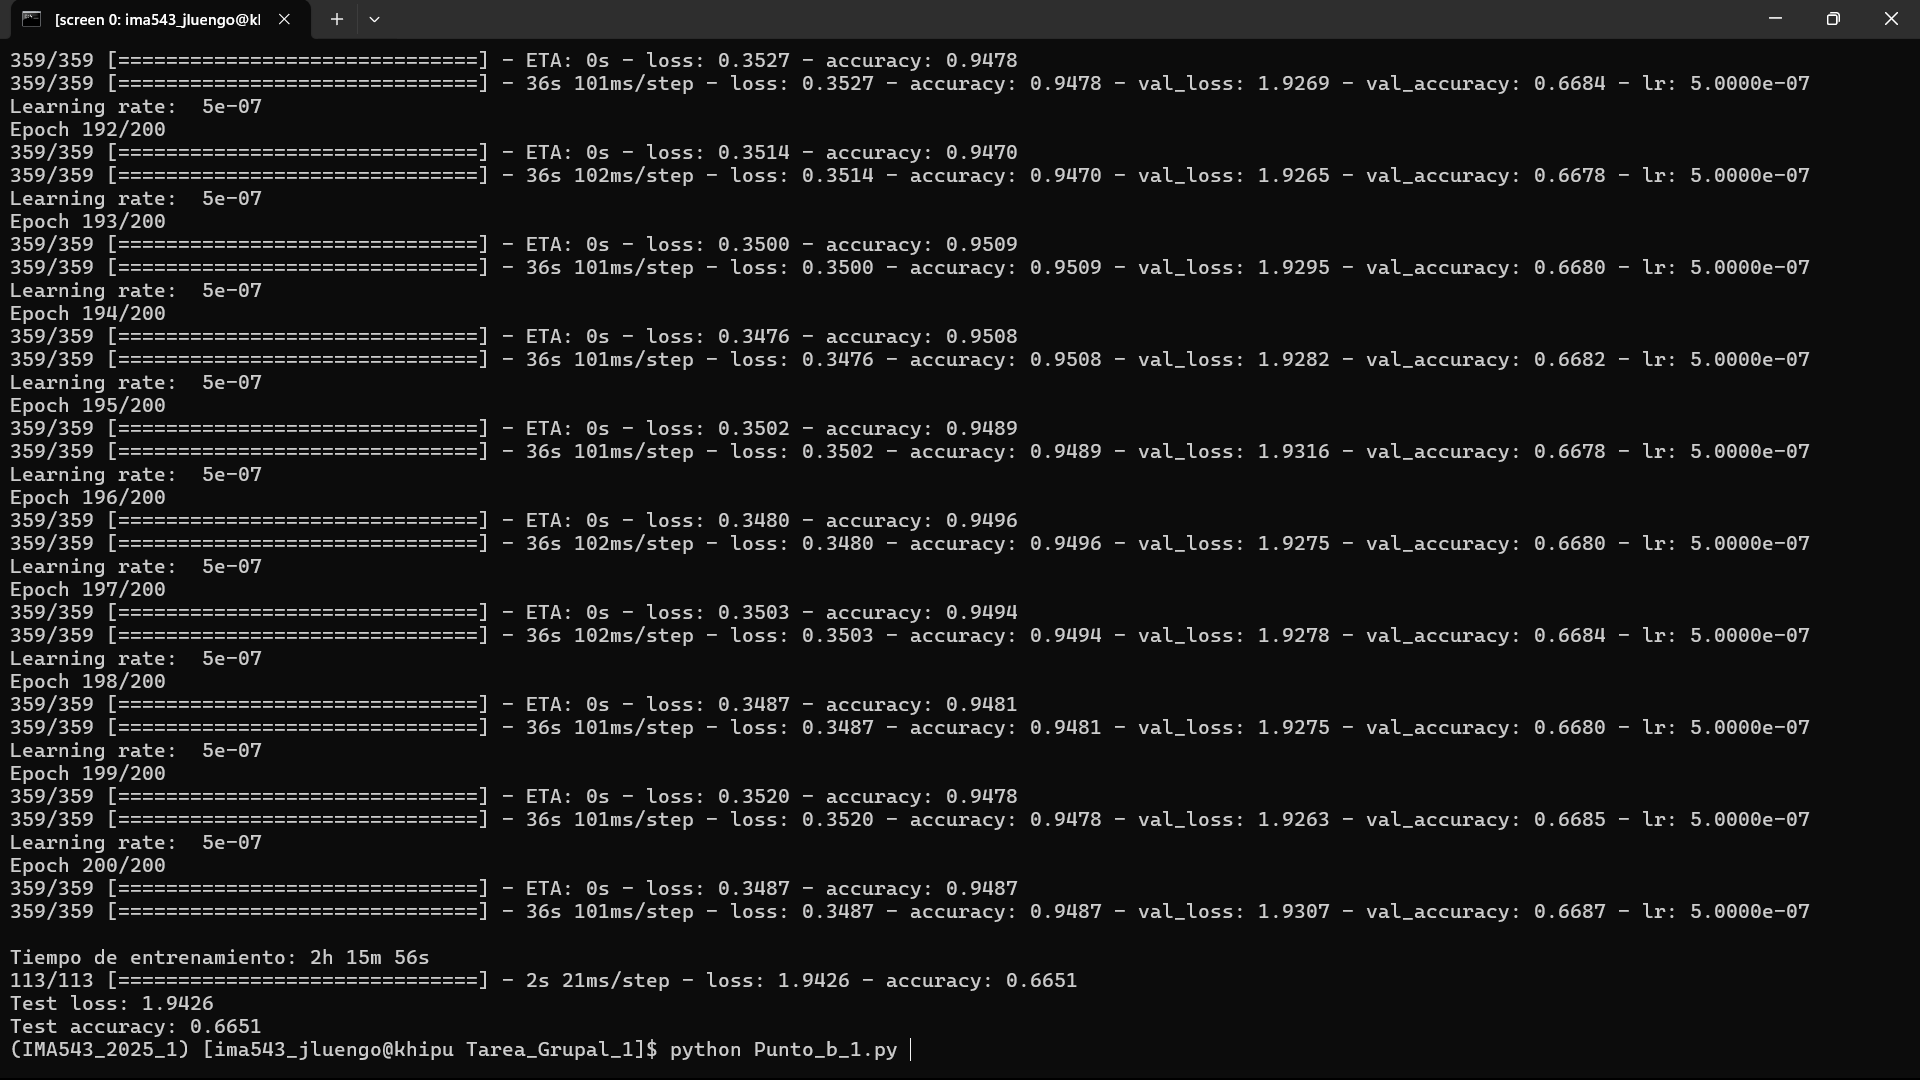 [screen 0: ima543_jluengo@kl
359/359 [==============================] - ETA: 0s - loss: 0.3527 - accuracy: 0.9478
359/359 [==============================] - 36s 101ms/step - loss: 0.3527 - accuracy: 0.9478 - val_loss: 1.9269 - val_accuracy: 0.6684 - lr: 5.0000e-07
Learning rate:  5e-07
Epoch 192/200
359/359 [==============================] - ETA: 0s - loss: 0.3514 - accuracy: 0.9470
359/359 [==============================] - 36s 102ms/step - loss: 0.3514 - accuracy: 0.9470 - val_loss: 1.9265 - val_accuracy: 0.6678 - lr: 5.0000e-07
Learning rate:  5e-07
Epoch 193/200
359/359 [==============================] - ETA: 0s - loss: 0.3500 - accuracy: 0.9509
359/359 [==============================] - 36s 101ms/step - loss: 0.3500 - accuracy: 0.9509 - val_loss: 1.9295 - val_accuracy: 0.6680 - lr: 5.0000e-07
Learning rate:  5e-07
Epoch 194/200
359/359 [==============================] - ETA: 0s - loss: 0.3476 - accuracy: 0.9508
359/359 [==============================] - 36s 101ms/step - loss: 0.3476 - accuracy: 0.9508 - val_loss: 1.9282 - val_accuracy: 0.6682 - lr: 5.0000e-07
Learning rate:  5e-07
Epoch 195/200
359/359 [==============================] - ETA: 0s - loss: 0.3502 - accuracy: 0.9489
359/359 [==============================] - 36s 101ms/step - loss: 0.3502 - accuracy: 0.9489 - val_loss: 1.9316 - val_accuracy: 0.6678 - lr: 5.0000e-07
Learning rate:  5e-07
Epoch 196/200
359/359 [==============================] - ETA: 0s - loss: 0.3480 - accuracy: 0.9496
359/359 [==============================] - 36s 102ms/step - loss: 0.3480 - accuracy: 0.9496 - val_loss: 1.9275 - val_accuracy: 0.6680 - lr: 5.0000e-07
Learning rate:  5e-07
Epoch 197/200
359/359 [==============================] - ETA: 0s - loss: 0.3503 - accuracy: 0.9494
359/359 [==============================] - 36s 102ms/step - loss: 0.3503 - accuracy: 0.9494 - val_loss: 1.9278 - val_accuracy: 0.6684 - lr: 5.0000e-07
Learning rate:  5e-07
Epoch 198/200
359/359 [==============================] - ETA: 0s - loss: 0.3487 - accuracy: 0.9481
359/359 [==============================] - 36s 101ms/step - loss: 0.3487 - accuracy: 0.9481 - val_loss: 1.9275 - val_accuracy: 0.6680 - lr: 5.0000e-07
Learning rate:  5e-07
Epoch 199/200
359/359 [==============================] - ETA: 0s - loss: 0.3520 - accuracy: 0.9478
359/359 [==============================] - 36s 101ms/step - loss: 0.3520 - accuracy: 0.9478 - val_loss: 1.9263 - val_accuracy: 0.6685 - lr: 5.0000e-07
Learning rate:  5e-07
Epoch 200/200
359/359 [==============================] - ETA: 0s - loss: 0.3487 - accuracy: 0.9487
359/359 [==============================] - 36s 101ms/step - loss: 0.3487 - accuracy: 0.9487 - val_loss: 1.9307 - val_accuracy: 0.6687 - lr: 5.0000e-07
Tiempo de entrenamiento: 2h 15m 56s
113/113 [==============================] - 2s 21ms/step - loss: 1.9426 - accuracy: 0.6651
Test loss: 1.9426
Test accuracy: 0.6651
(IMA543_2025_1) [ima543_jluengo@khipu Tarea_Grupal_1]$ python Punto_b_1.py